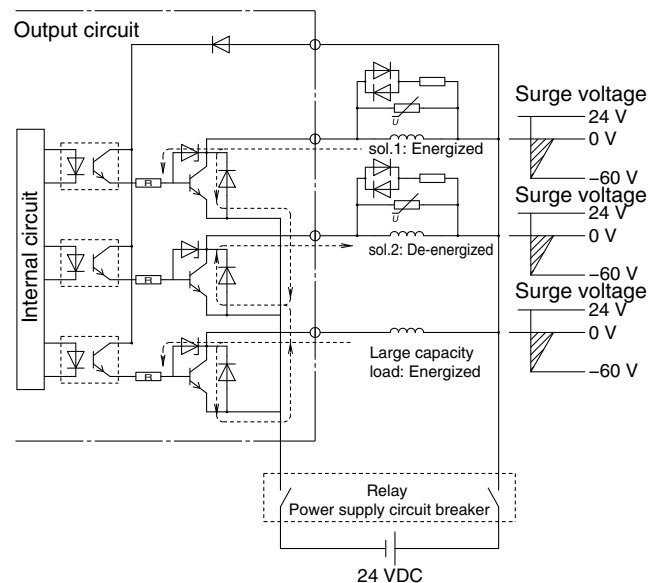 Output circuit
Internal circuit
R
R
R
U
U
sol.1: Energized
sol.2: De-energized
Large capacity
load: Energized
Surge voltage
24 V
0 V
−60 V
Surge voltage
24 V
0 V
−60 V
Surge voltage
24 V
0 V
−60 V
Relay
Power supply circuit breaker
24 VDC